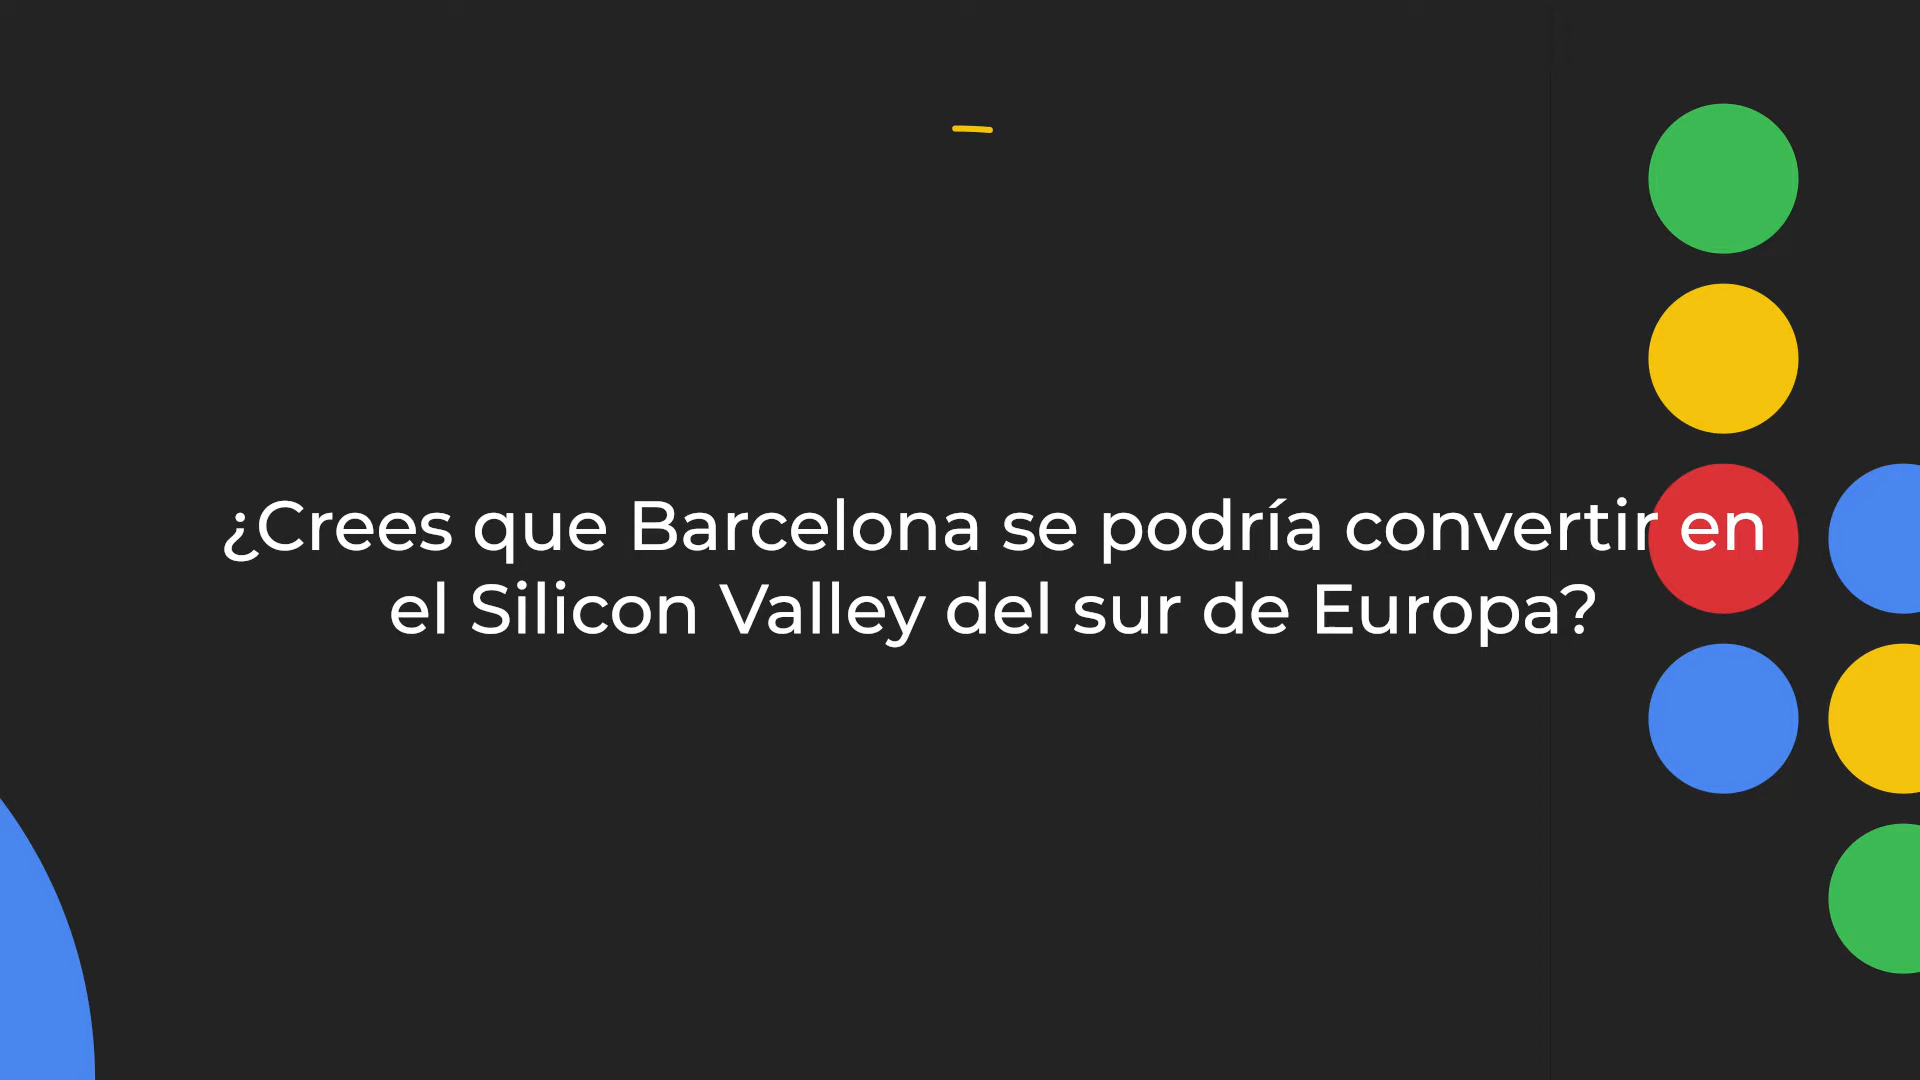 ¿Crees que Barcelona se podría convertir en
el Silicon Valley del sur de Europa?